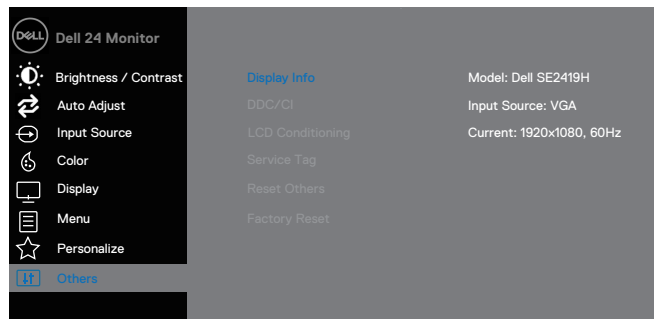 DELL
Dell 24 Monitor
Brightness / Contrast
Auto Adjust
Input Source
Color
Display
Menu
Personalize
Others
Display Info
DDC/CI
LCD Conditioning
Service Tag
Reset Others
Factory Reset
Model: Dell SE2419H
Input Source: VGA
Current: 1920x1080, 60Hz